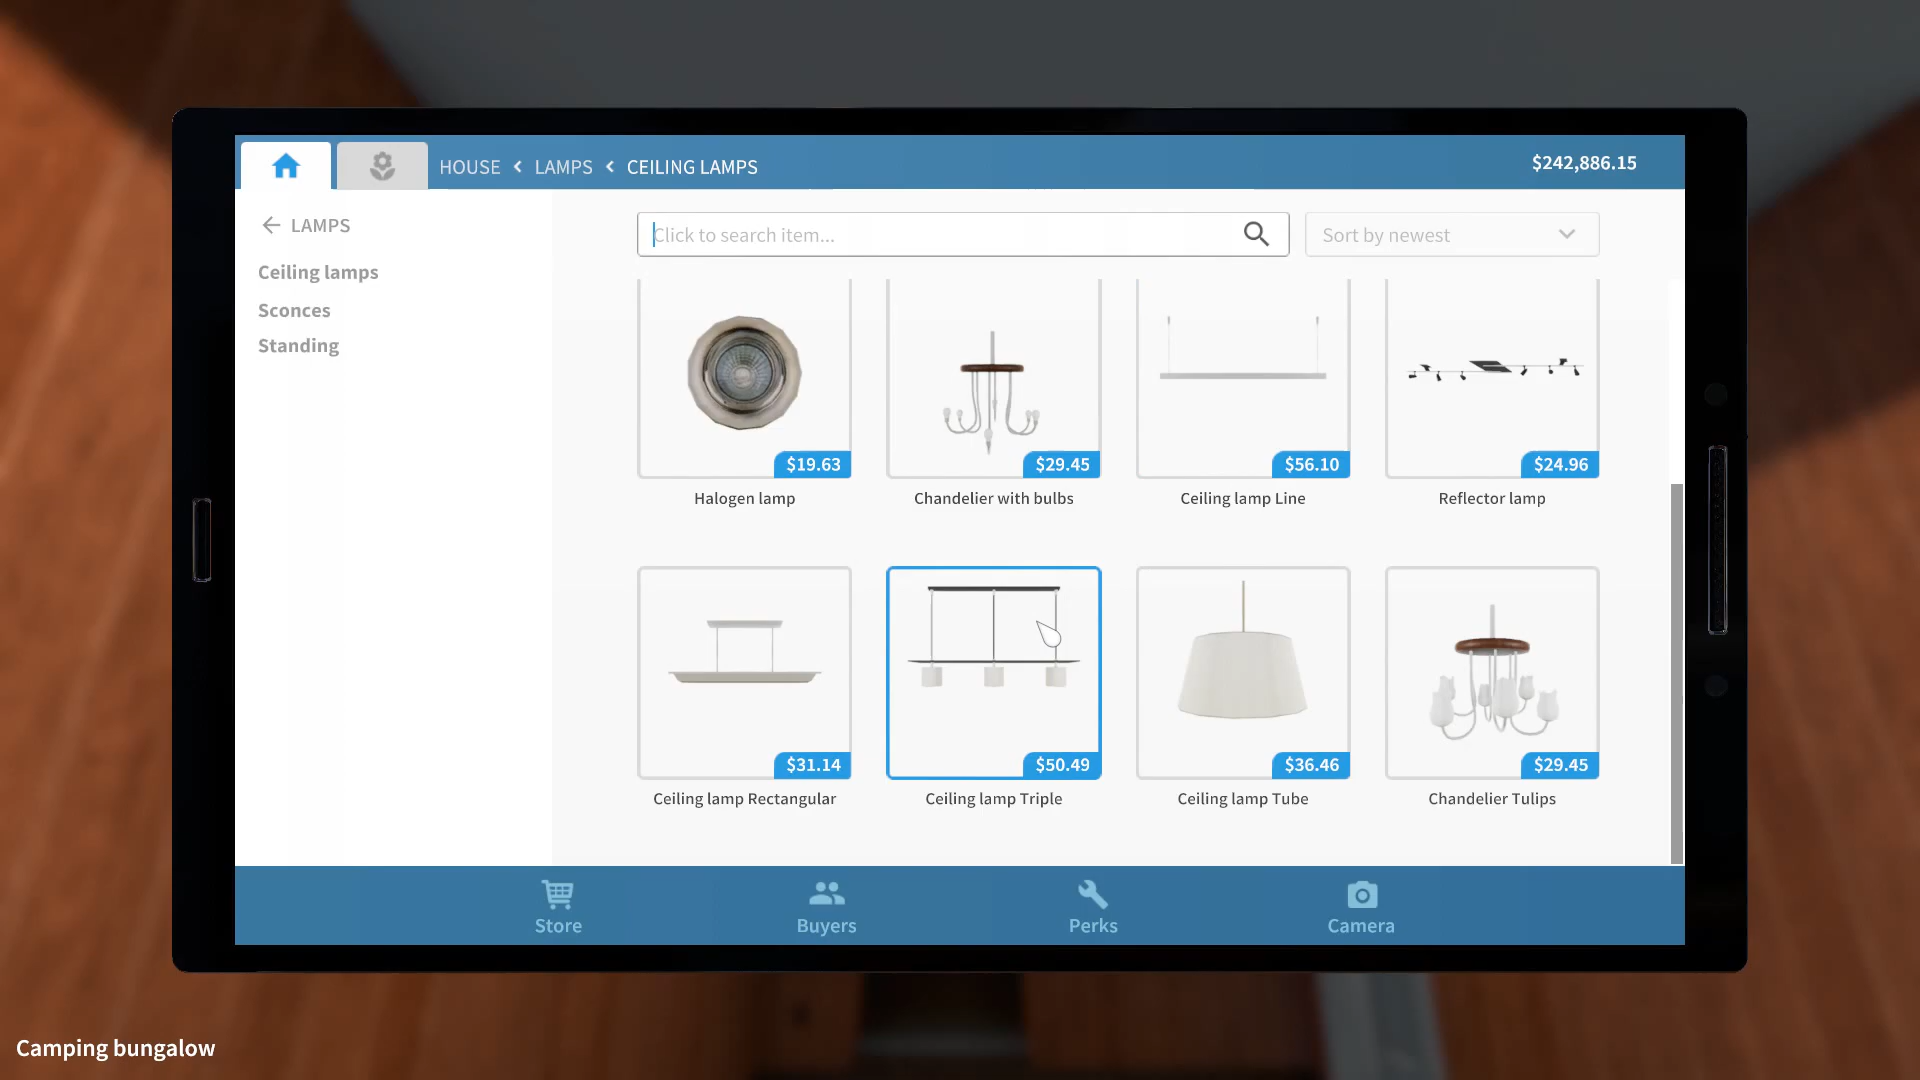 HOUSE < LAMPS < CEILING LAMPS
$242,886.15
LAMPS
Ceiling lamps
Sconces
Standing
Click to search item...
Sort by newest
$19.63
$29.45
$56.10
$24.96
Halogen lamp
Chandelier with bulbs
Ceiling lamp Line
Reflector lamp
$31.14
$50.49
$36.46
$29.45
Ceiling lamp Rectangular
Ceiling lamp Triple
Ceiling lamp Tube
Chandelier Tulips
Store
Buyers
Perks
Camera
Camping bungalow